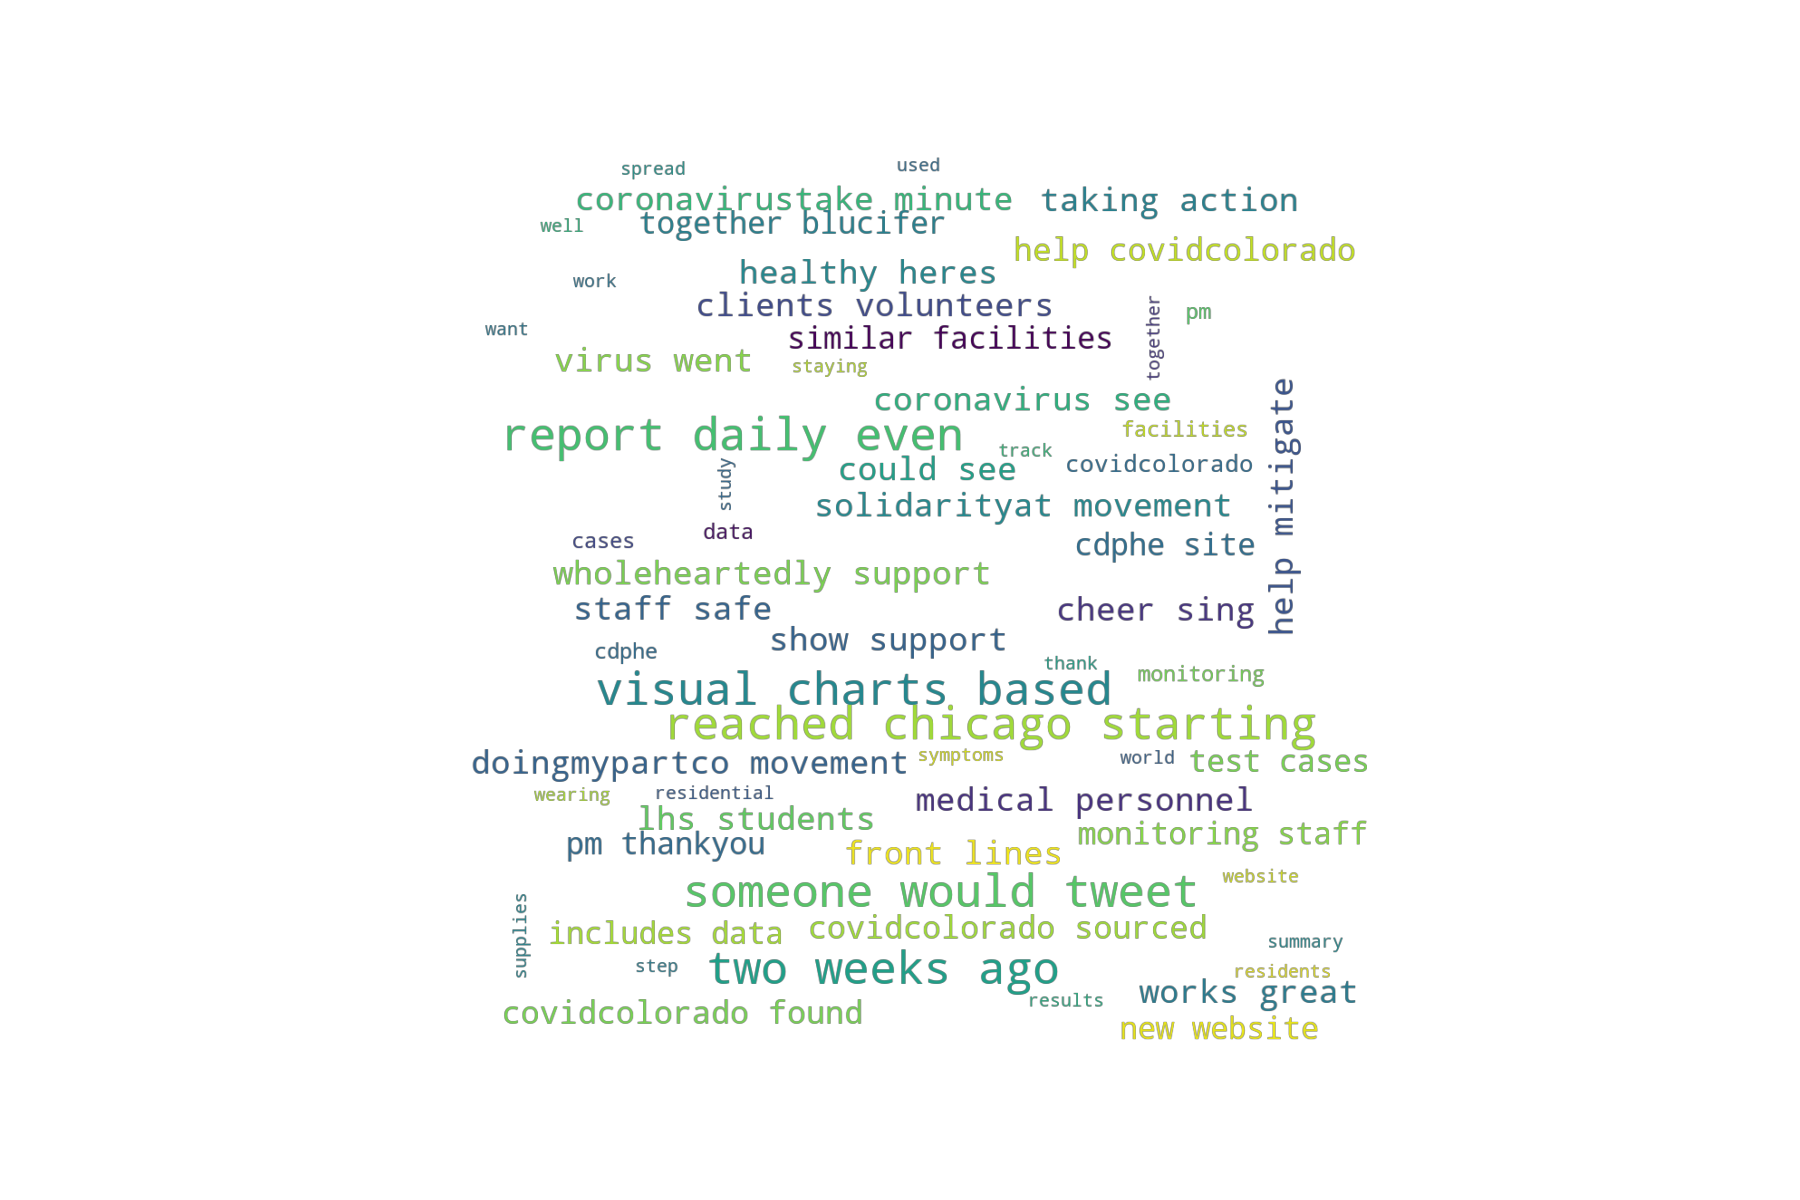 spread
used
coronavirustake minute
taking action
together blucifer
well
help covidcolorado
healthy heres
work
clients volunteers
together
pm
want
similar facilities
virus went
staying
coronavirus see
help mitigate
report daily even
facilities
track
covidcolorado
could see
study
solidarityat movement
data
cases
cdphe site
wholeheartedly support
staff safe
cheer sing
show support
cdphe
thank
monitoring
visual charts based
reached chicago starting
doingmypartco movement
symptoms
world
test cases
wearing
residential
medical personnel
lhs students
monitoring staff
pm thankyou
front lines
website
someone would tweet
supplies
includes data
covidcolorado sourced
summary
step
two weeks ago
residents
works great
results
covidcolorado found
new website